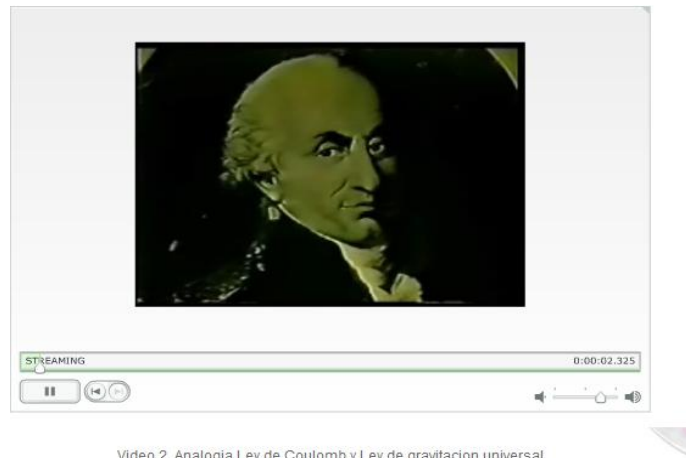 STREAMING
0:00:02.325
Video 2. Analogia Ley de Coulomb y Ley de gravitacion universal